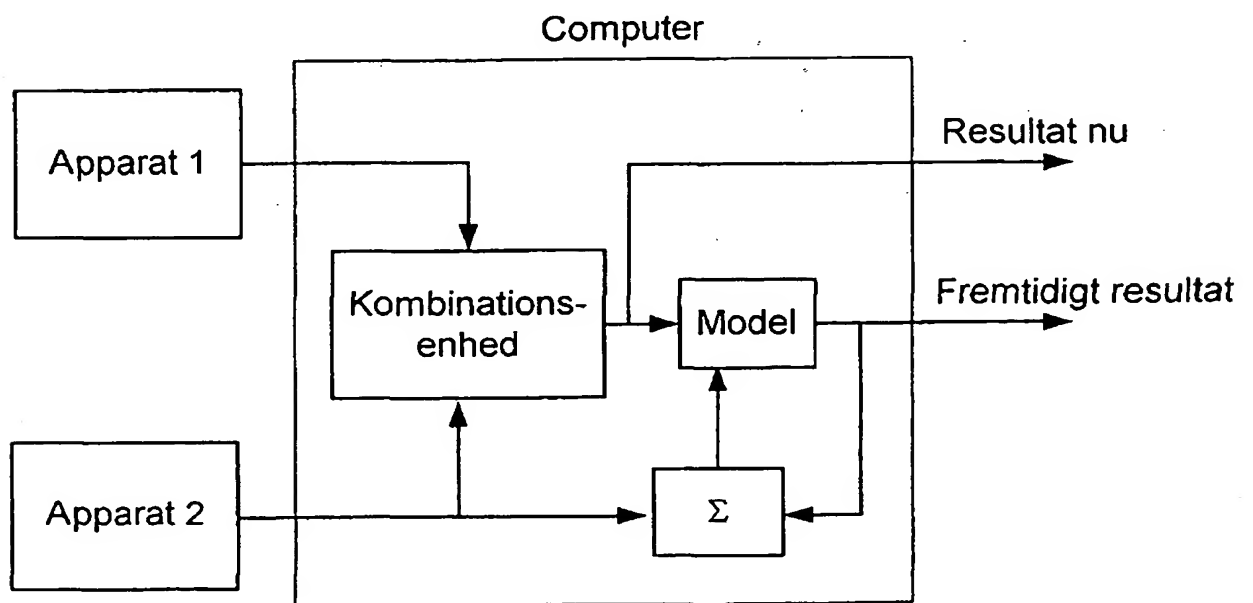 Computer
Apparat 1
Resultat nu
Kombinations-
enhed
Model
Fremtidigt resultat
Apparat 2
Σ